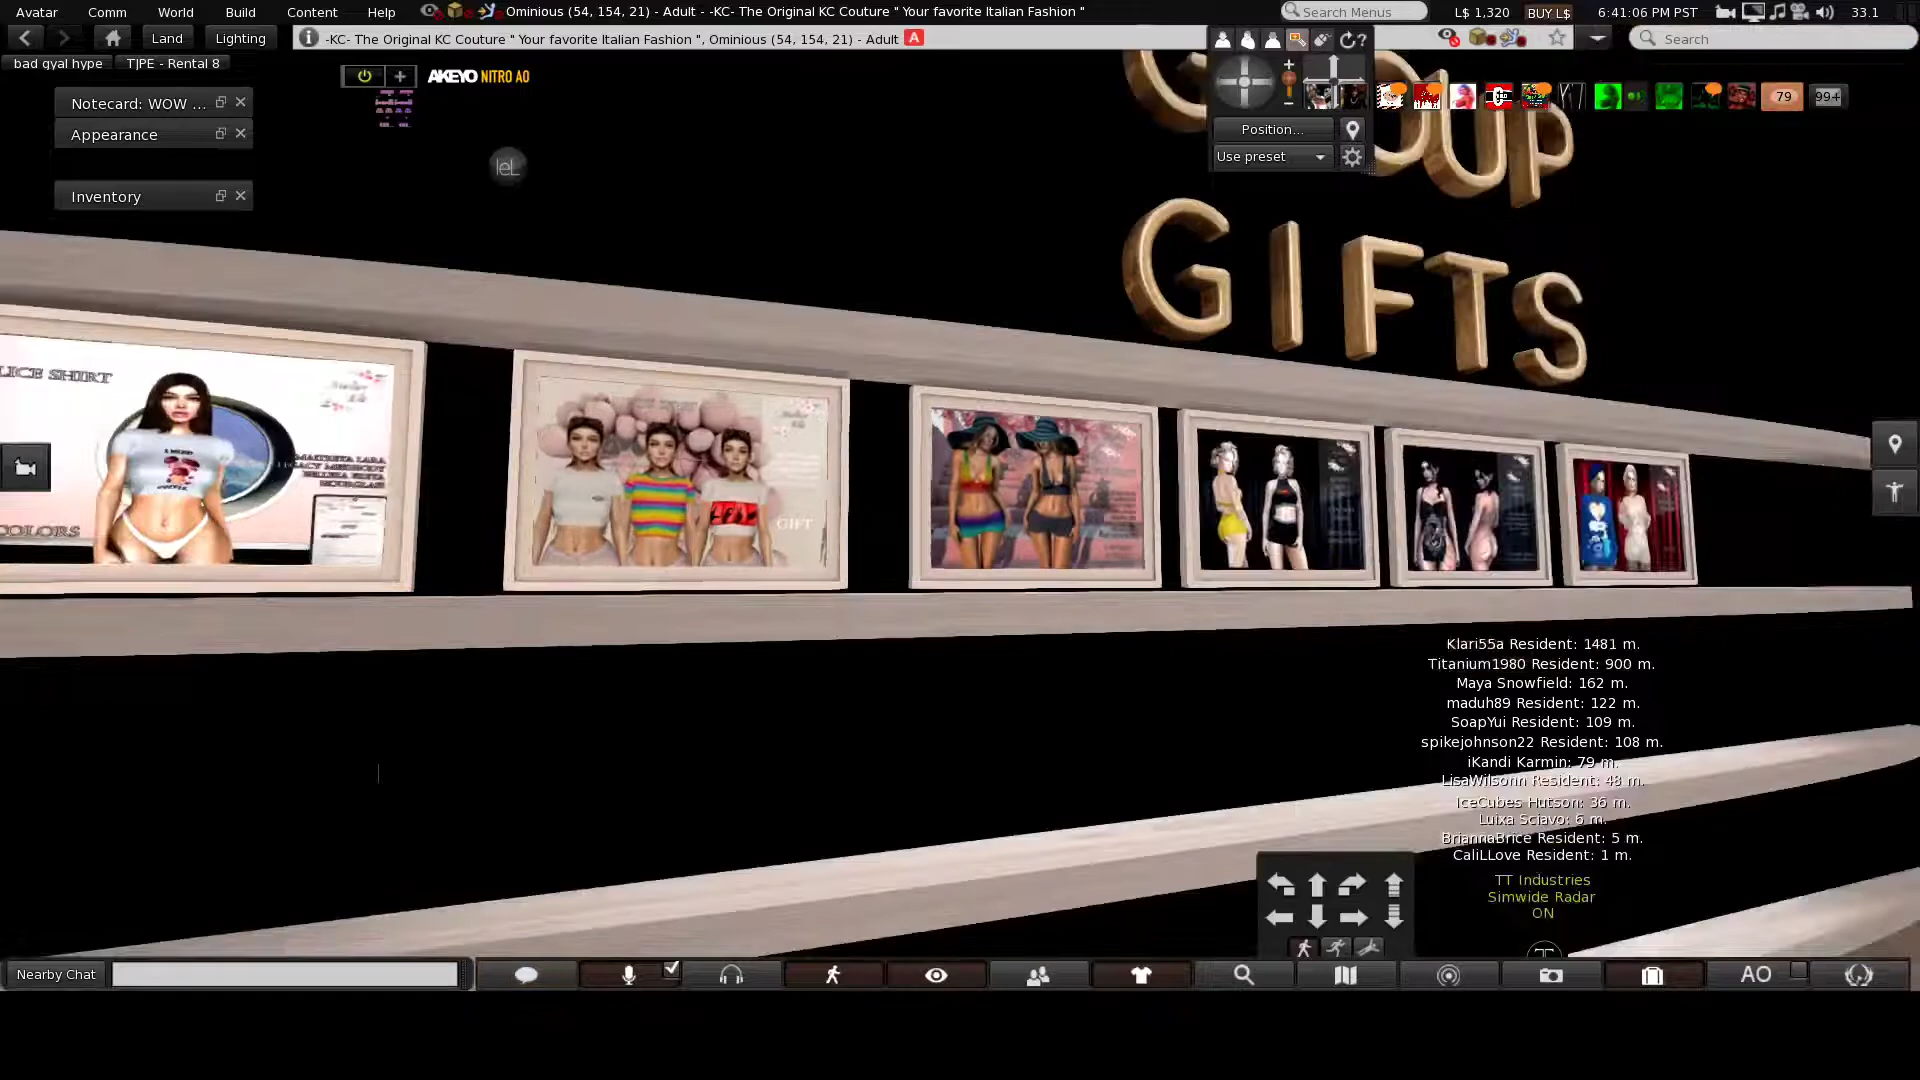 Avatar Comm World Build Content Help Ominious (54, 154, 21) - Adult - -KC- The Original KC Couture " Your favorite Italian Fashion " Search Menus L$ 1,320 BUY L$ 6:41:06 PM PST 33.1
Land Lighting -KC- The Original KC Couture " Your favorite Italian Fashion ", Ominious (54, 154, 21) - Adult A Search
bad gyal hype TJPE - Rental 8
AKEYO NITRO AO
Notecard: WOW ...
79 99+
Appearance
Position...
Use preset
leL
Inventory
GIFTS
LICE SHIRT
COLORS
GIFT
Klari55a Resident: 1481 m.
Titanium1980 Resident: 900 m.
Maya Snowfield: 162 m.
maduh89 Resident: 122 m.
SoapYui Resident: 109 m.
spikejohnson22 Resident: 108 m.
iKandi Karmin: 79 m.
LisaWilsonn Resident: 48 m.
IceCubes Hutson: 36 m.
Luixa Sciavo: 6 m.
BriannaBrice Resident: 5 m.
CaliLLove Resident: 1 m.
TT Industries
Simwide Radar
ON
Nearby Chat AO